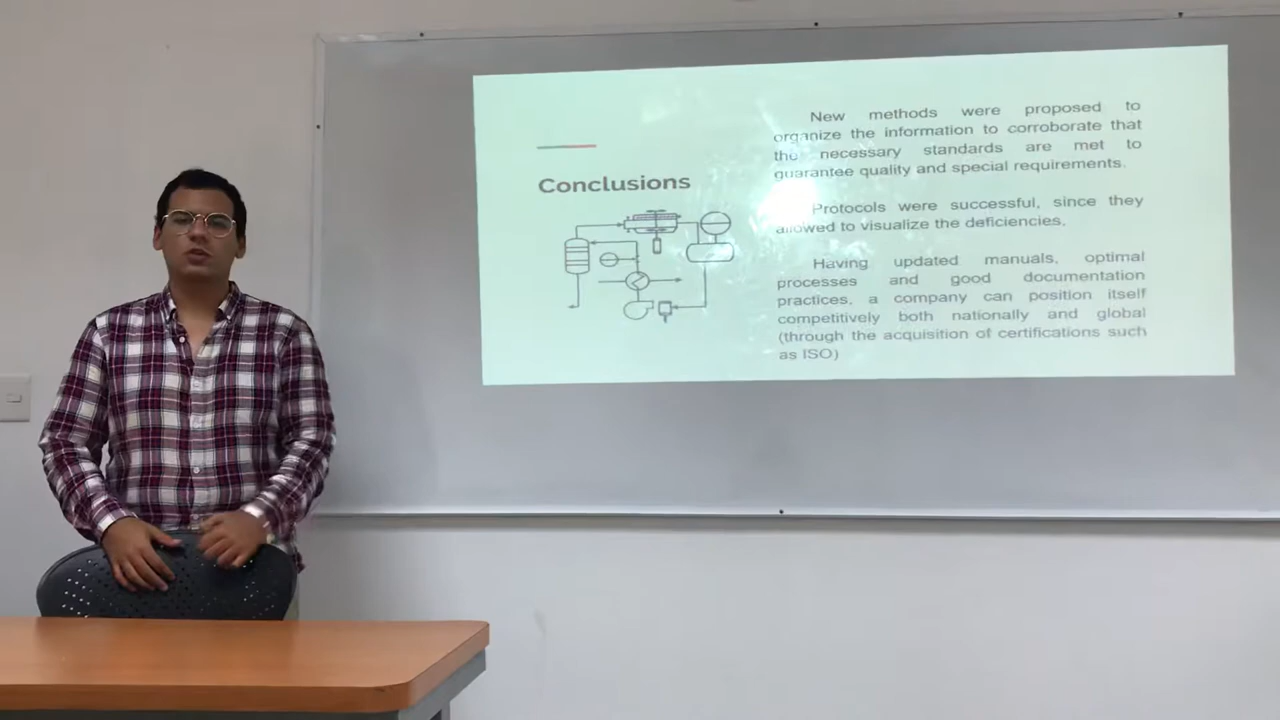 Conclusions
New methods were proposed to
organize the information to corroborate that
the necessary standards are met to
guarantee quality and special requirements.
Protocols were successful, since they
allowed to visualize the deficiencies.
Having updated manuals, optimal
processes and good documentation
practices, a company can position itself
competitively both nationally and global
(through the acquisition of certifications such
as ISO)